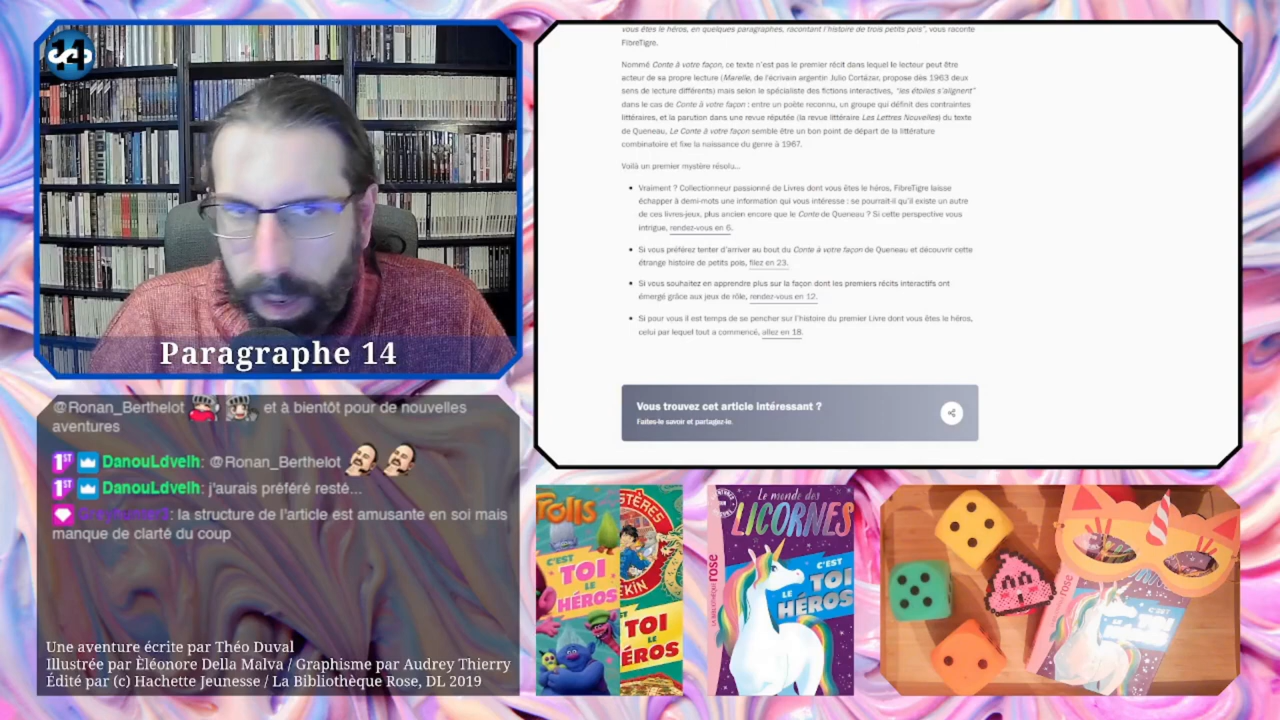 14
Paragraphe 14
@Ronan_Berthelot et à bientôt pour de nouvelles
aventures
1ST DanouLdvelh: @Ronan_Berthelot
1ST DanouLdvelh: j'aurais préféré resté...
: la structure de l'article est amusante en soi mais
manque de clarté du coup
Une aventure écrite par Théo Duval
Illustrée par Èléonore Della Malva / Graphisme par Audrey Thierry
Édité par (c) Hachette Jeunesse / La Bibliothèque Rose, DL 2019
vous êtes le héros, en quelques paragraphes, racontant l'histoire de trois petits pois", vous raconte
FibreTigre.
Nommé Conte à votre façon, ce texte n'est pas le premier récit dans lequel le lecteur peut être
acteur de sa propre lecture (Marelle, de l'écrivain argentin Julio Cortázar, propose dès 1963 deux
sens de lecture différents) mais selon le spécialiste des fictions interactives, "les étoiles s'alignent"
dans le cas de Conte à votre façon : entre un poète reconnu, un groupe qui définit des contraintes
littéraires, et la parution dans une revue réputée (la revue littéraire Les Lettres Nouvelles) du texte
de Queneau, Le Conte à votre façon semble être un bon point de départ de la littérature
combinatoire et fixe la naissance du genre à 1967.
Voilà un premier mystère résolu...
Vraiment ? Collectionneur passionné de Livres dont vous êtes le héros, FibreTigre laisse
échapper à demi-mots une information qui vous intéresse : se pourrait-il qu'il existe un autre
de ces livres-jeux, plus ancien encore que le Conte de Queneau ? Si cette perspective vous
intrigue, rendez-vous en 6.
Si vous préférez tenter d'arriver au bout du Conte à votre façon de Queneau et découvrir cette
étrange histoire de petits pois, filez en 23.
Si vous souhaitez en apprendre plus sur la façon dont les premiers récits interactifs ont
émergé grâce aux jeux de rôle, rendez-vous en 12.
Si pour vous il est temps de se pencher sur l'histoire du premier Livre dont vous êtes le héros,
celui par lequel tout a commencé, allez en 18.
Vous trouvez cet article intéressant ?
Faites-le savoir et partagez-le.
Trolls
C'EST
TOI
LE
HÉROS
STÈRES
ÉKIN
TOI
ÉROS
Le monde des
LICORNES
C'EST
TOI
LE
HÉROS
LA BIBLIOTHÈQUE rose
rose
C'EST